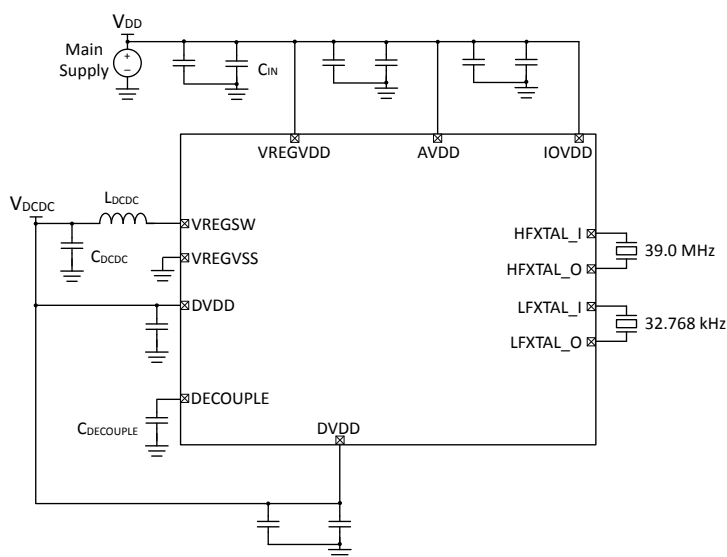 VDD
Main
Supply
+
–
CIN
VREGVDD
AVDD
IOVDD
VDCDC
LDCDC
VREGSW
CDCDC
VREGVSS
DVDD
HFXTAL_I
39.0 MHz
HFXTAL_O
LFXTAL_I
32.768 kHz
LFXTAL_O
DECOUPLE
CDECOUPLE
DVDD